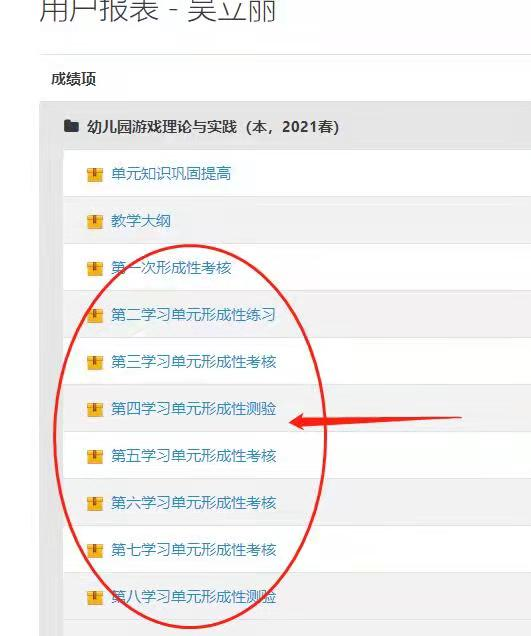 用户报表 - 吴立丽
成绩项
幼儿园游戏理论与实践（本，2021春）
单元知识巩固提高
教学大纲
第一次形成性考核
第二学习单元形成性练习
第三学习单元形成性考核
第四学习单元形成性测验
第五学习单元形成性考核
第六学习单元形成性考核
第七学习单元形成性考核
第八学习单元形成性测验